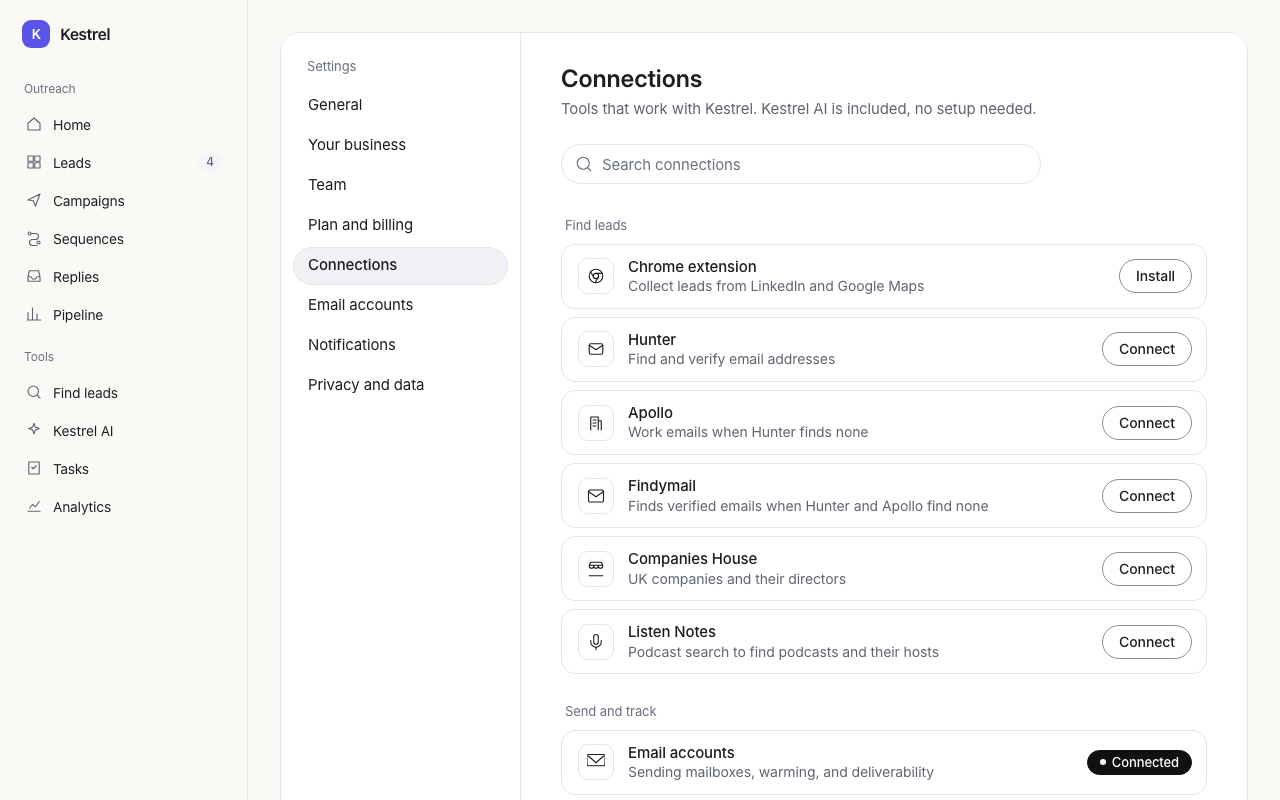 K Kestrel
Outreach
Home
Leads 4
Campaigns
Sequences
Replies
Pipeline
Tools
Find leads
Kestrel AI
Tasks
Analytics
Settings
General
Your business
Team
Plan and billing
Connections
Email accounts
Notifications
Privacy and data
Connections
Tools that work with Kestrel. Kestrel AI is included, no setup needed.
Search connections
Find leads
Chrome extension
Collect leads from LinkedIn and Google Maps
Install
Hunter
Find and verify email addresses
Connect
Apollo
Work emails when Hunter finds none
Connect
Findymail
Finds verified emails when Hunter and Apollo find none
Connect
Companies House
UK companies and their directors
Connect
Listen Notes
Podcast search to find podcasts and their hosts
Connect
Send and track
Email accounts
Sending mailboxes, warming, and deliverability
Connected